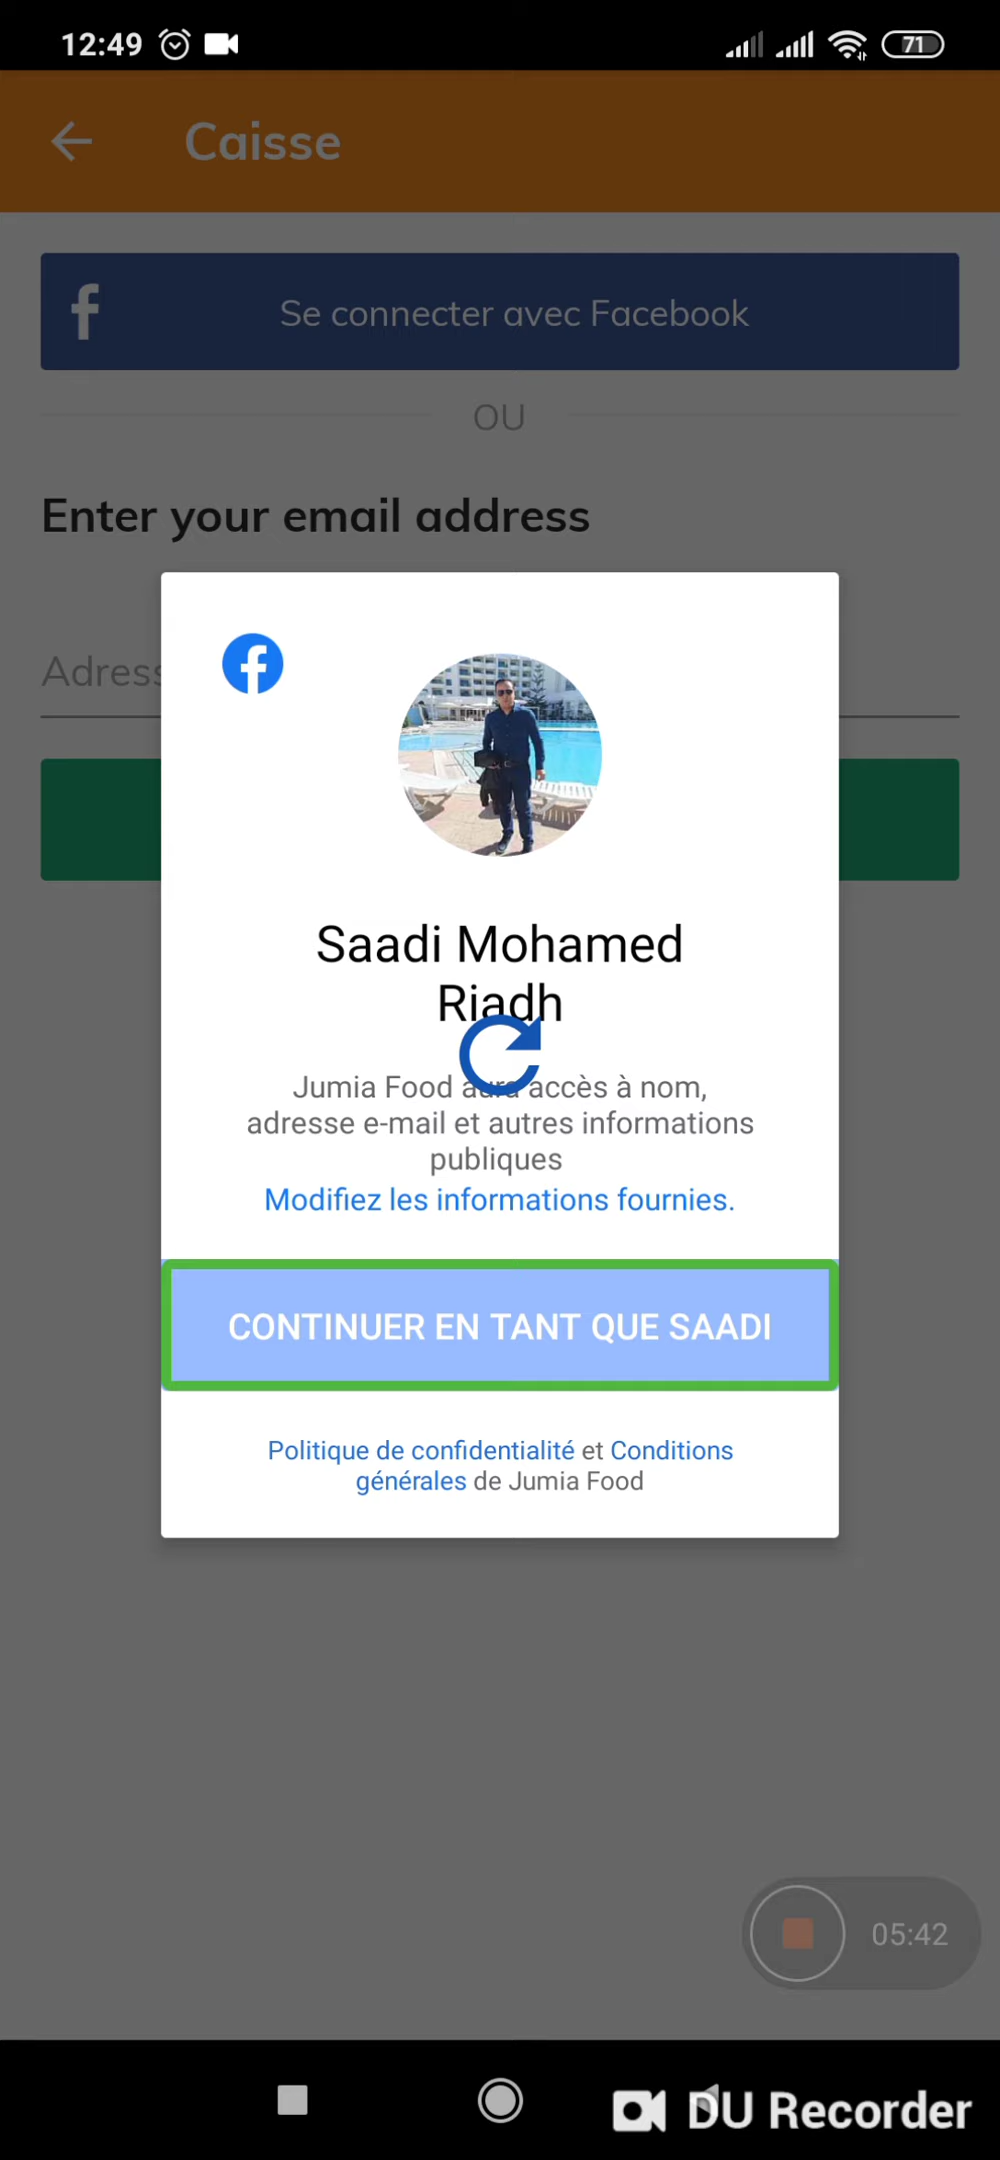 12:49
71
Caisse
Se connecter avec Facebook
OU
Enter your email address
Adress
Saadi Mohamed
Riadh
Jumia Food aura accès à nom,
adresse e-mail et autres informations
publiques
Modifiez les informations fournies.
CONTINUER EN TANT QUE SAADI
Politique de confidentialité et Conditions
générales de Jumia Food
05:42
DU Recorder